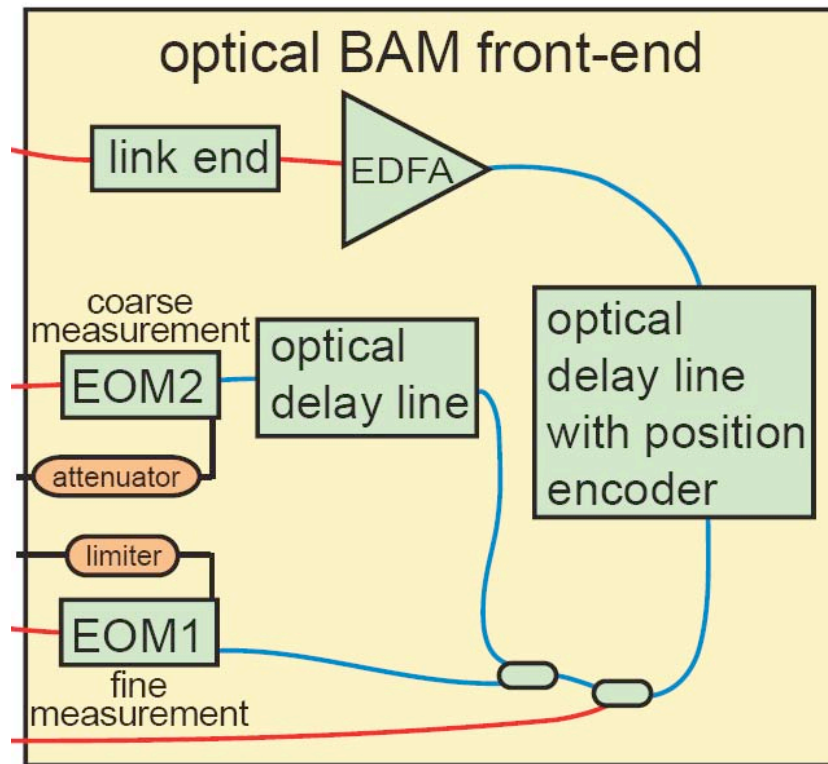 optical BAM front-end
link end
EDFA
coarse
measurement
EOM2
optical
delay line
optical
delay line
with position
encoder
attenuator
limiter
EOM1
fine
measurement